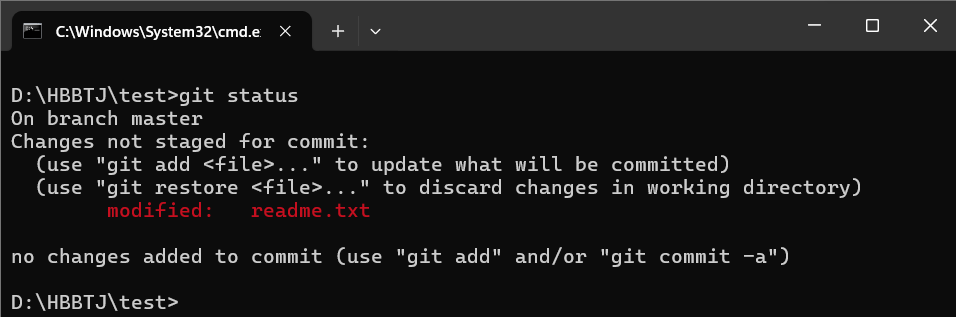 C:\Windows\System32\cmd.e
D:\HBBTJ\test>git status
On branch master
Changes not staged for commit:
  (use "git add <file>..." to update what will be committed)
  (use "git restore <file>..." to discard changes in working directory)
        modified:   readme.txt
no changes added to commit (use "git add" and/or "git commit -a")
D:\HBBTJ\test>